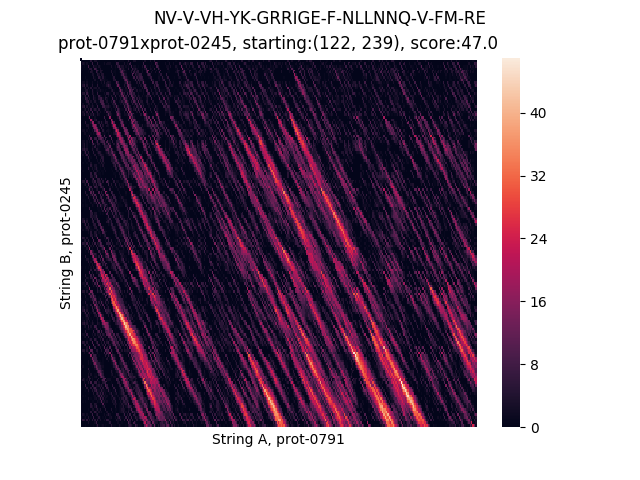 NV-V-VH-YK-GRRIGE-F-NLLNNQ-V-FM-RE
prot-0791xprot-0245, starting:(122, 239), score:47.0
String B, prot-0245
40
32
24
16
8
0
String A, prot-0791